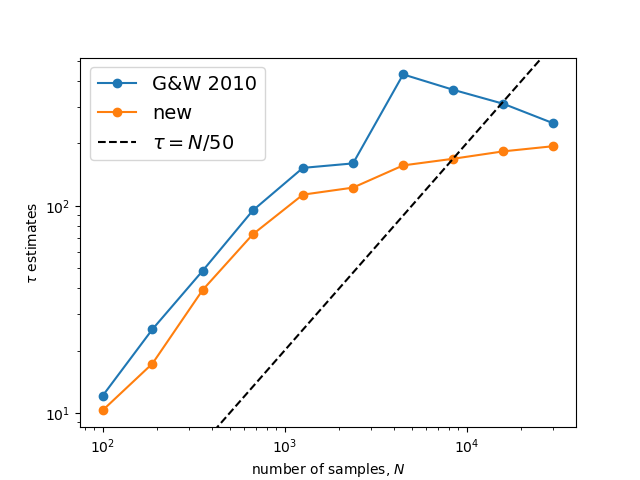 G&W 2010
new
τ = N/50
10²
10¹
τ estimates
10² 10³ 10⁴
number of samples, N